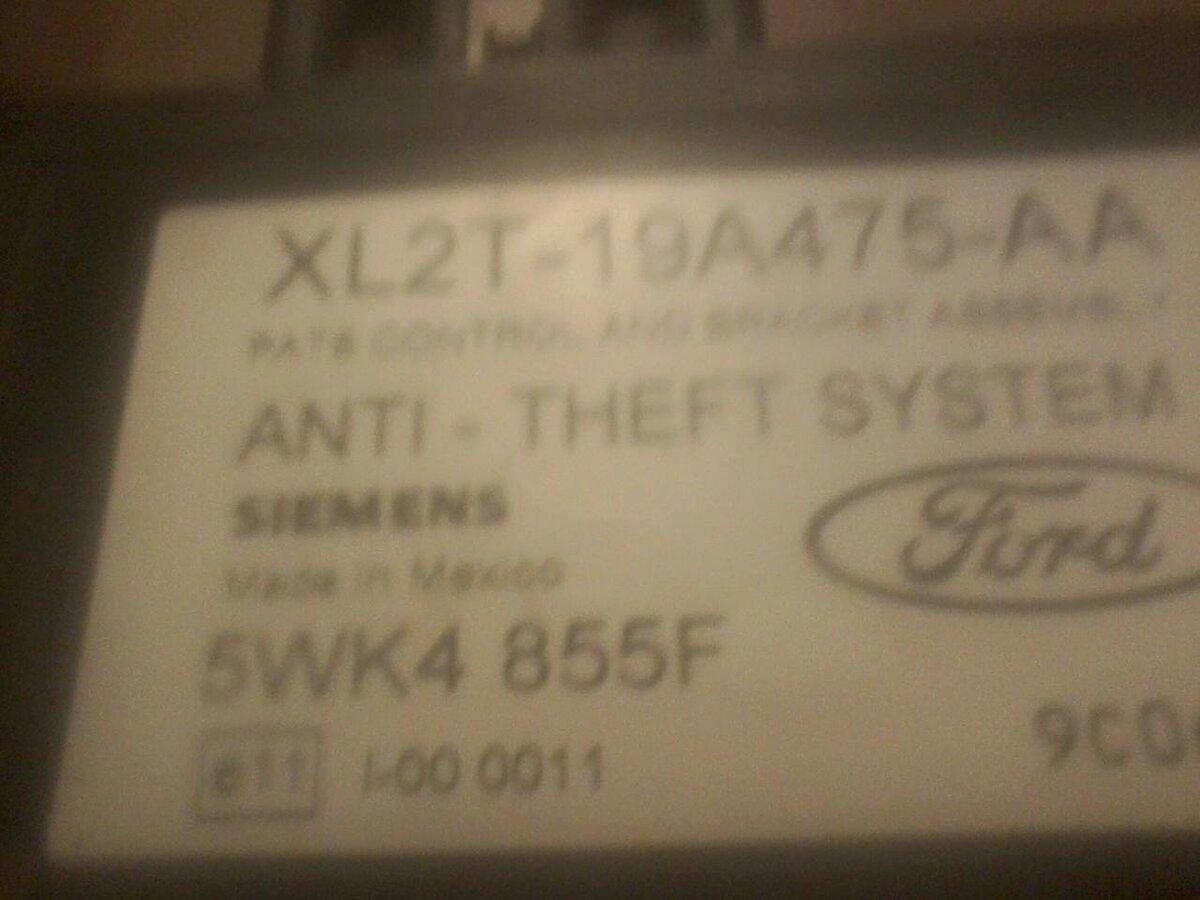 XL2T-19A475-AA
PATS CONTROL AND BRACKET ASSEMBLY
ANTI - THEFT SYSTEM
SIEMENS
Ford
Made in Mexico
5WK4 855F
e11 I-00 0011